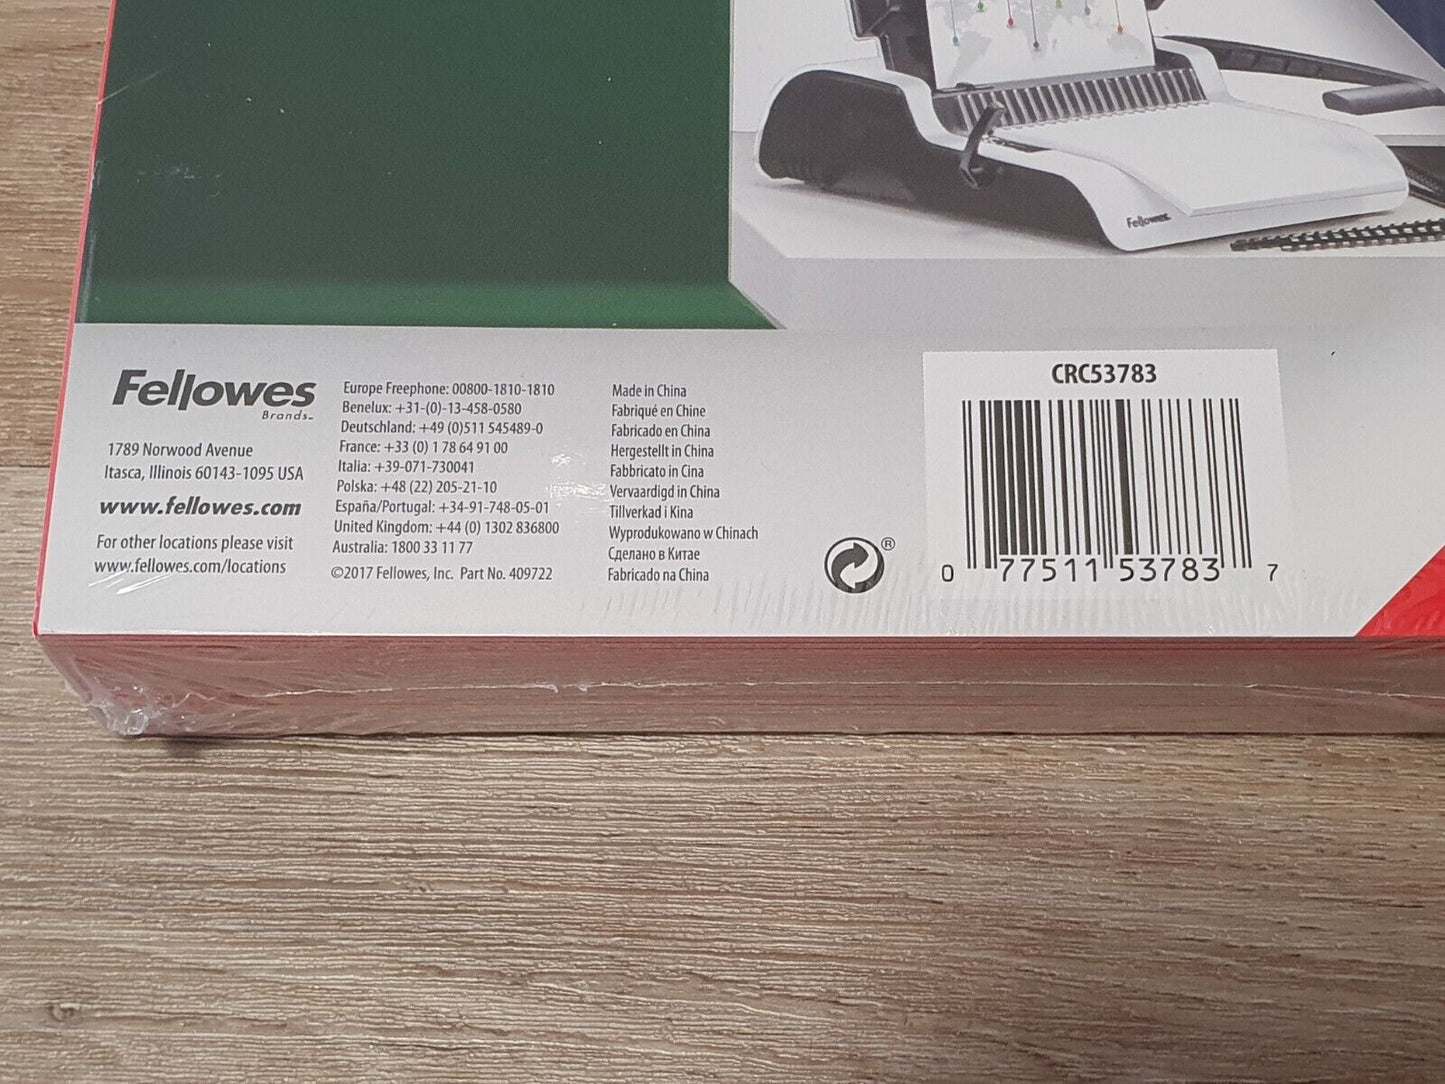 Fellowes
Fellowes
Brands™
1789 Norwood Avenue
Itasca, Illinois 60143-1095 USA
www.fellowes.com
For other locations please visit
www.fellowes.com/locations
Europe Freephone: 00800-1810-1810
Benelux: +31-(0)-13-458-0580
Deutschland: +49 (0)511 545489-0
France: +33 (0) 1 78 64 91 00
Italia: +39-071-730041
Polska: +48 (22) 205-21-10
España/Portugal: +34-91-748-05-01
United Kingdom: +44 (0) 1302 836800
Australia: 1800 33 11 77
©2017 Fellowes, Inc. Part No. 409722
Made in China
Fabriqué en Chine
Fabricado en China
Hergestellt in China
Fabbricato in Cina
Vervaardigd in China
Tillverkad i Kina
Wyprodukowano w Chinach
Сделано в Китае
Fabricado na China
®
CRC53783
0 77511 53783 7